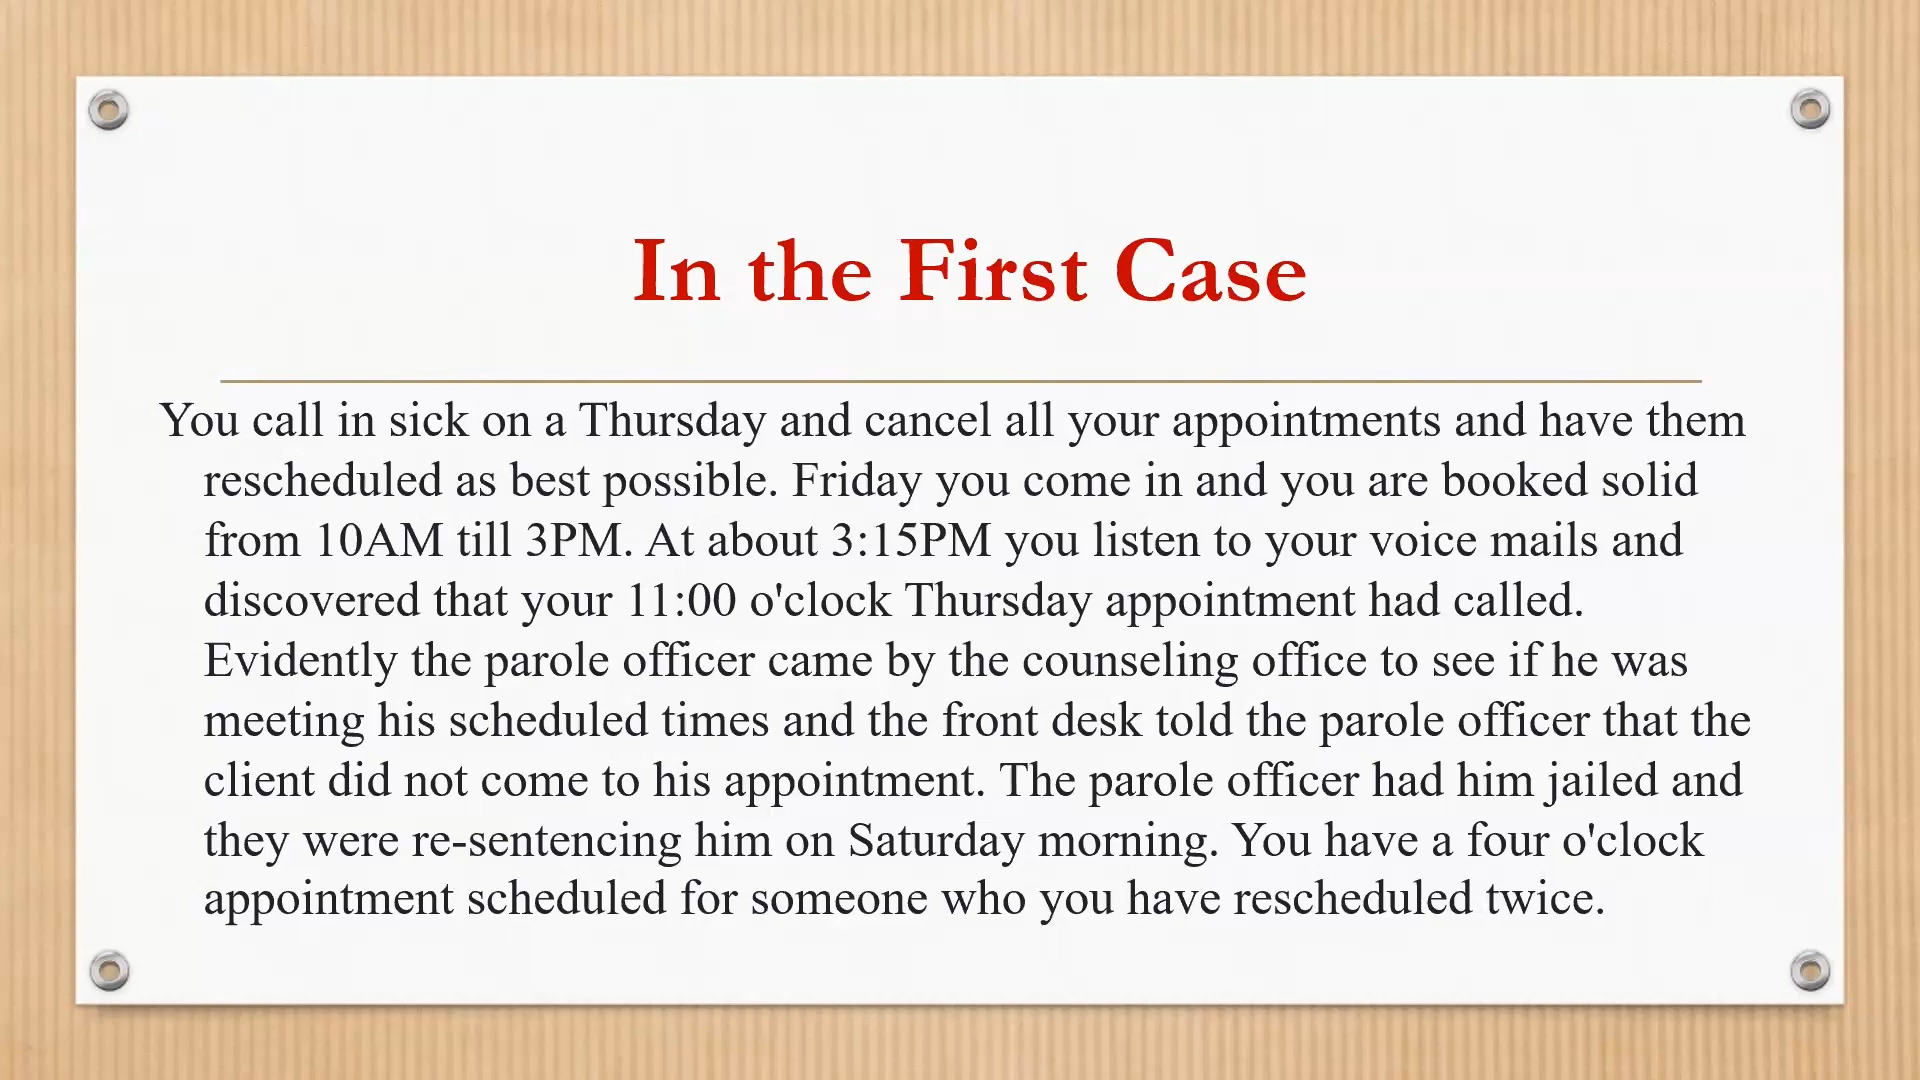 In the First Case
You call in sick on a Thursday and cancel all your appointments and have them
rescheduled as best possible. Friday you come in and you are booked solid
from 10AM till 3PM. At about 3:15PM you listen to your voice mails and
discovered that your 11:00 o'clock Thursday appointment had called.
Evidently the parole officer came by the counseling office to see if he was
meeting his scheduled times and the front desk told the parole officer that the
client did not come to his appointment. The parole officer had him jailed and
they were re-sentencing him on Saturday morning. You have a four o'clock
appointment scheduled for someone who you have rescheduled twice.